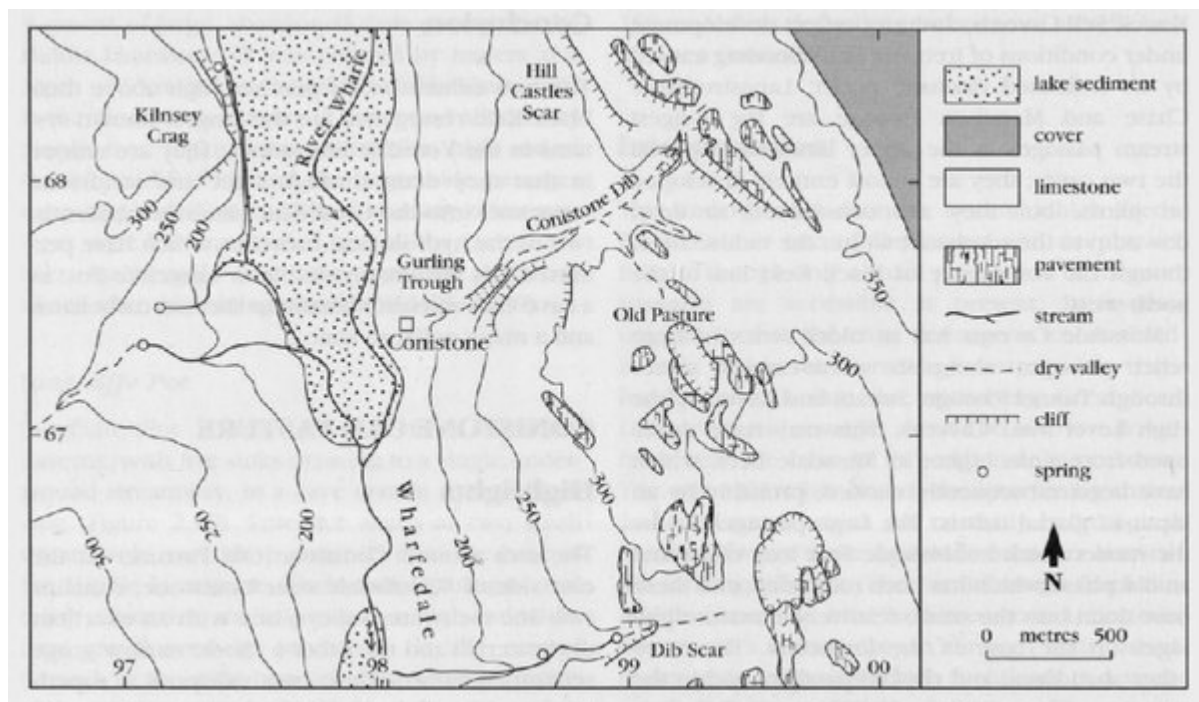 Kilnsey
Crag
River Wharfe
Hill
Castles
Scar
lake sediment
cover
68
limestone
300
250
200
Conistone Dib
Gurling
Trough
pavement
350
Old Pasture
stream
Conistone
300
dry valley
67
cliff
spring
Wharfedale
300
400
250
200
200
250
N
0 metres 500
H
Dib Scar
97
98
99
00